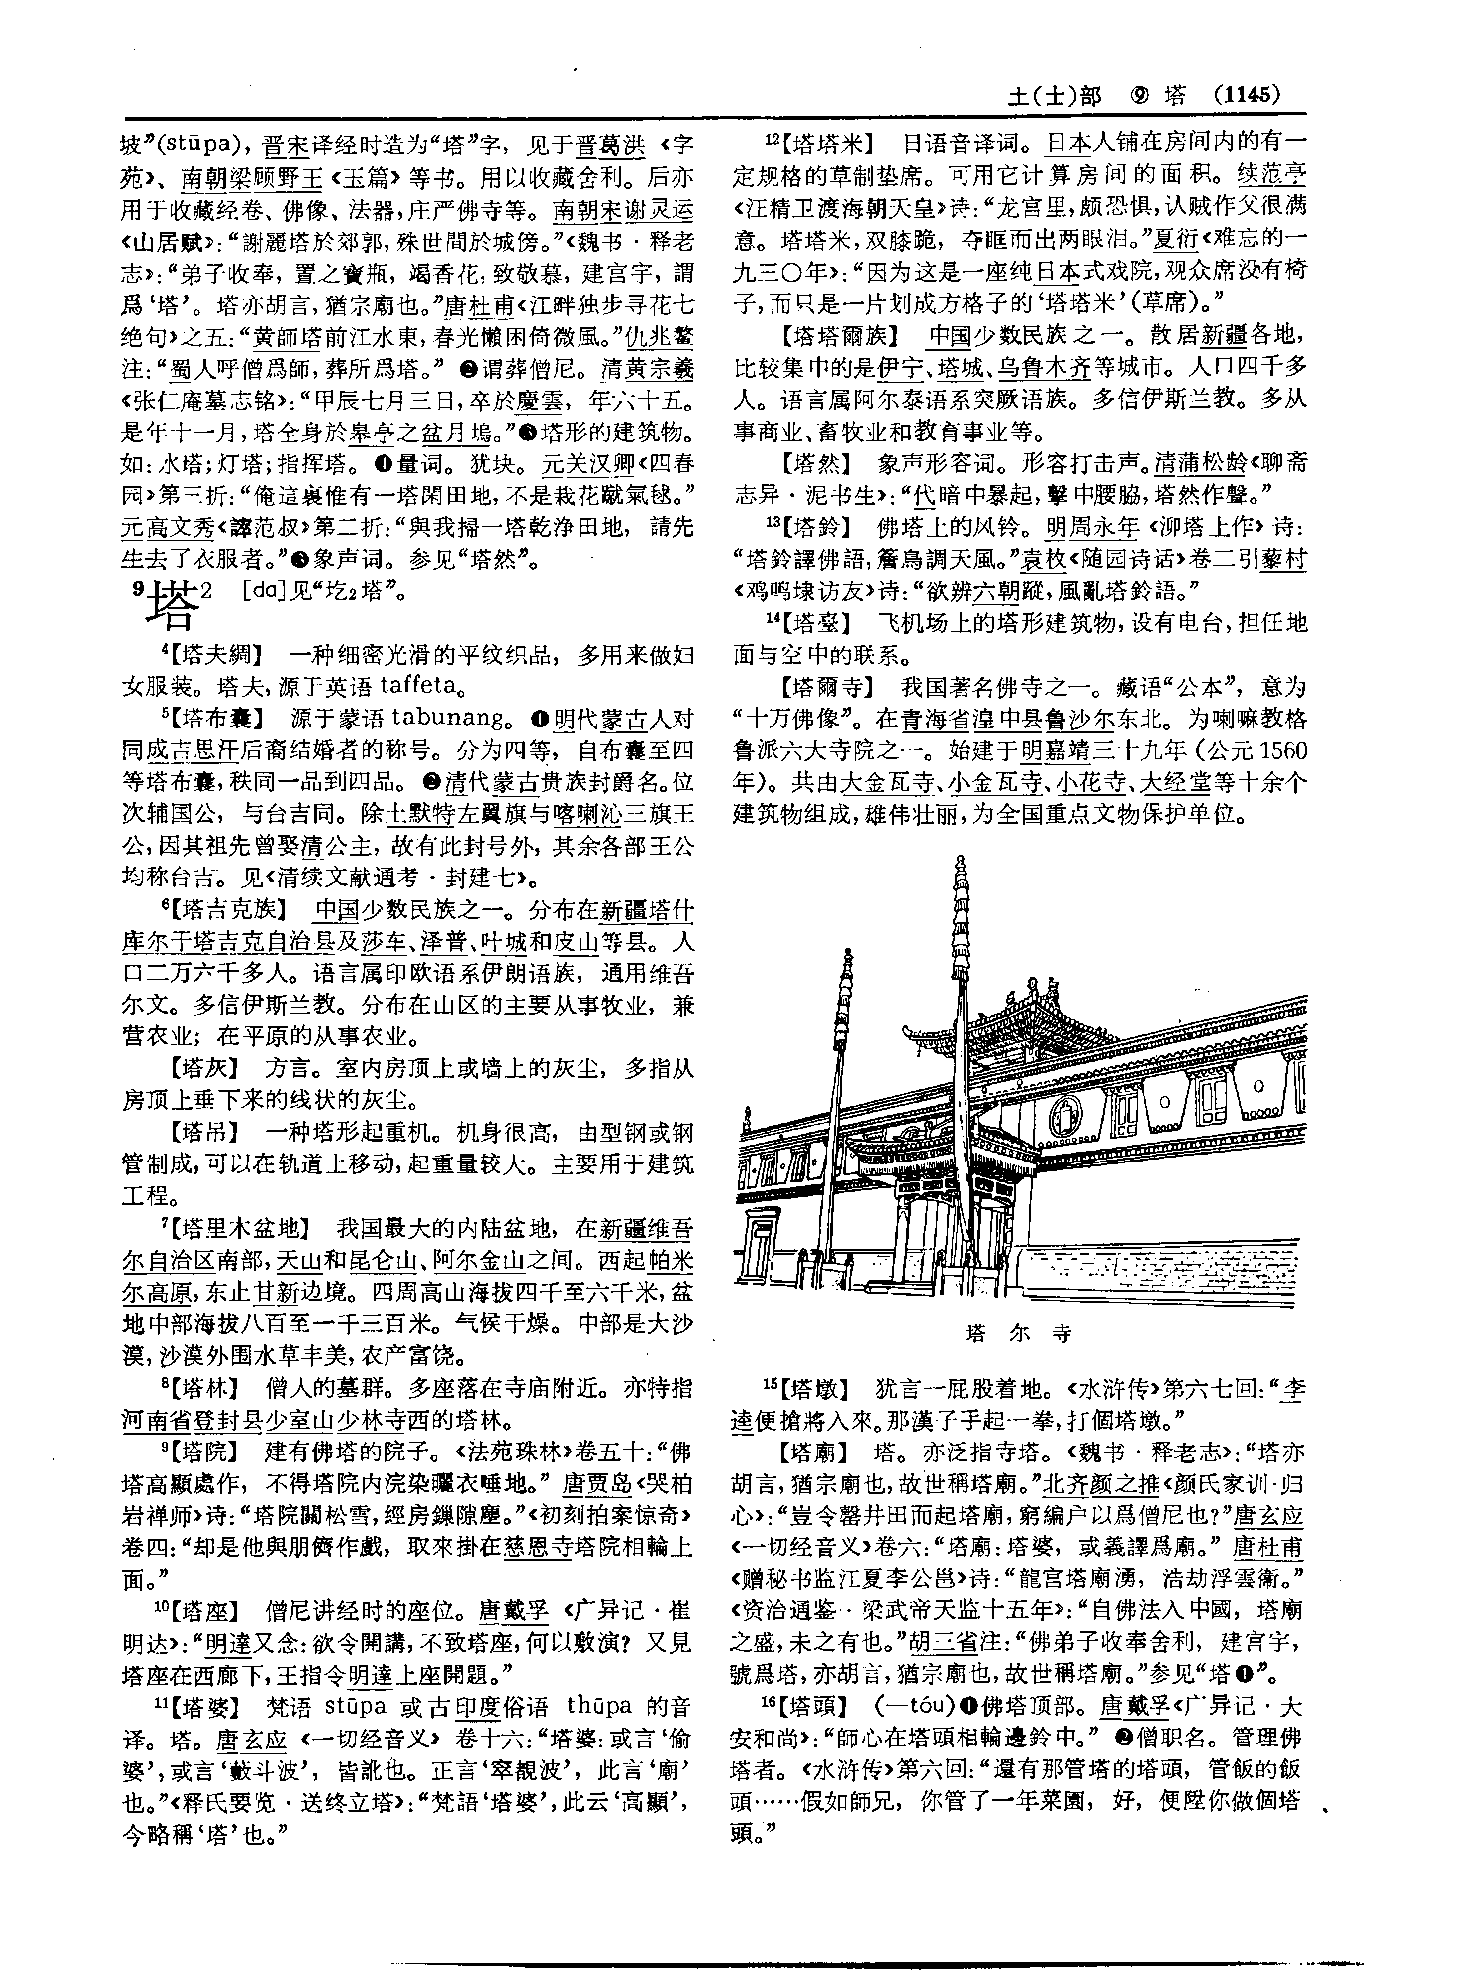 土(士)部 ⑨ 塔 (1145)
坡”(stūpa)，晋宋译经时造为“塔”字，见于晋葛洪《字
苑》、南朝梁顾野王《玉篇》等书。用以收藏舍利。后亦
用于收藏经卷、佛像、法器，庄严佛寺等。南朝宋谢灵运
《山居赋》：“謝麗塔於郊郭，殊世間於城傍。”《魏书·释老
志》：“弟子收奉，置之寶瓶，竭香花，致敬慕，建宫宇，謂
爲‘塔’。塔亦胡言，猶宗廟也。”唐杜甫《江畔独步寻花七
绝句》之五：“黄師塔前江水東，春光懶困倚微風。”仇兆鳌
注：“蜀人呼僧爲師，葬所爲塔。” ❷谓葬僧尼。清黄宗羲
《张仁庵墓志铭》：“甲辰七月三日，卒於慶雲，年六十五。
是年十一月，塔全身於皋亭之盆月塢。”❸塔形的建筑物。
如：水塔；灯塔；指挥塔。❹量词。犹块。元关汉卿《四春
园》第三折：“俺這裏惟有一塔閑田地，不是栽花蹴氣毬。”
元高文秀《谇范叔》第二折：“與我掃一塔乾浄田地，請先
生去了衣服者。”❺象声词。参见“塔然”。
9塔2 [da]见“圪2塔”。
4【塔夫綢】 一种细密光滑的平纹织品，多用来做妇
女服装。塔夫，源于英语 taffeta。
5【塔布囊】 源于蒙语 tabunang。❶明代蒙古人对
同成吉思汗后裔结婚者的称号。分为四等，自布囊至四
等塔布囊，秩同一品到四品。❷清代蒙古贵族封爵名。位
次辅国公，与台吉同。除土默特左翼旗与喀喇沁三旗王
公，因其祖先曾娶清公主，故有此封号外，其余各部王公
均称台吉。见《清续文献通考·封建七》。
6【塔吉克族】 中国少数民族之一。分布在新疆塔什
库尔干塔吉克自治县及莎车、泽普、叶城和皮山等县。人
口二万六千多人。语言属印欧语系伊朗语族，通用维吾
尔文。多信伊斯兰教。分布在山区的主要从事牧业，兼
营农业；在平原的从事农业。
【塔灰】 方言。室内房顶上或墙上的灰尘，多指从
房顶上垂下来的线状的灰尘。
【塔吊】 一种塔形起重机。机身很高，由型钢或钢
管制成，可以在轨道上移动，起重量较大。主要用于建筑
工程。
7【塔里木盆地】 我国最大的内陆盆地，在新疆维吾
尔自治区南部，天山和昆仑山、阿尔金山之间。西起帕米
尔高原，东止甘新边境。四周高山海拔四千至六千米，盆
地中部海拔八百至一千三百米。气候干燥。中部是大沙
漠，沙漠外围水草丰美，农产富饶。
8【塔林】 僧人的墓群。多座落在寺庙附近。亦特指
河南省登封县少室山少林寺西的塔林。
9【塔院】 建有佛塔的院子。《法苑珠林》卷五十：“佛
塔高顯處作，不得塔院内浣染曬衣唾地。”唐贾岛《哭柏
岩禅师》诗：“塔院關松雪，經房鏁隙塵。”《初刻拍案惊奇》
卷四：“却是他與朋儕作戲，取來掛在慈恩寺塔院相輪上
面。”
10【塔座】 僧尼讲经时的座位。唐戴孚《广异记·崔
明达》：“明達又念：欲令開講，不致塔座，何以敷演？又見
塔座在西廊下，王指令明達上座開題。”
11【塔婆】 梵语 stūpa 或古印度俗语 thūpa 的音
译。塔。唐玄应《一切经音义》卷十六：“塔婆：或言‘偷
婆’，或言‘藪斗波’，皆訛也。正言‘窣覩波’，此言‘廟’
也。”《释氏要览·送终立塔》：“梵語‘塔婆’，此云‘高顯’，
今略稱‘塔’也。”
12【塔塔米】 日语音译词。日本人铺在房间内的有一
定规格的草制垫席。可用它计算房间的面积。续范亭
《汪精卫渡海朝天皇》诗：“龙宫里，颇恐惧，认贼作父很满
意。塔塔米，双膝跪，夺眶而出两眼泪。”夏衍《难忘的一
九三〇年》：“因为这是一座纯日本式戏院，观众席没有椅
子，而只是一片划成方格子的‘塔塔米’(草席)。”
【塔塔爾族】 中国少数民族之一。散居新疆各地，
比较集中的是伊宁、塔城、乌鲁木齐等城市。人口四千多
人。语言属阿尔泰语系突厥语族。多信伊斯兰教。多从
事商业、畜牧业和教育事业等。
【塔然】 象声形容词。形容打击声。清蒲松龄《聊斋
志异·泥书生》：“代暗中暴起，擊中腰脇，塔然作聲。”
13【塔鈴】 佛塔上的风铃。明周永年《泖塔上作》诗：
“塔鈴譯佛語，簷鳥調天風。”袁枚《随园诗话》卷二引藜村
《鸡鸣埭访友》诗：“欲辨六朝蹤，風亂塔鈴語。”
14【塔臺】 飞机场上的塔形建筑物，设有电台，担任地
面与空中的联系。
【塔爾寺】 我国著名佛寺之一。藏语“公本”，意为
“十万佛像”。在青海省湟中县鲁沙尔东北。为喇嘛教格
鲁派六大寺院之一。始建于明嘉靖三十九年(公元1560
年)。共由大金瓦寺、小金瓦寺、小花寺、大经堂等十余个
建筑物组成，雄伟壮丽，为全国重点文物保护单位。
塔尔寺
15【塔墩】 犹言一屁股着地。《水浒传》第六七回：“李
逵便搶將入來。那漢子手起一拳，打個塔墩。”
【塔廟】 塔。亦泛指寺塔。《魏书·释老志》：“塔亦
胡言，猶宗廟也，故世稱塔廟。”北齐颜之推《颜氏家训·归
心》：“豈令罄井田而起塔廟，窮編户以爲僧尼也？”唐玄应
《一切经音义》卷六：“塔廟：塔婆，或義譯爲廟。”唐杜甫
《赠秘书监江夏李公邕》诗：“龍宫塔廟湧，浩劫浮雲衛。”
《资治通鉴·梁武帝天监十五年》：“自佛法入中國，塔廟
之盛，未之有也。”胡三省注：“佛弟子收奉舍利，建宫宇，
號爲塔，亦胡言，猶宗廟也，故世稱塔廟。”参见“塔❶”。
16【塔頭】 (—tóu)❶佛塔顶部。唐戴孚《广异记·大
安和尚》：“師心在塔頭相輪邊鈴中。” ❷僧职名。管理佛
塔者。《水浒传》第六回：“還有那管塔的塔頭，管飯的飯
頭……假如師兄，你管了一年菜園，好，便陞你做個塔
頭。”